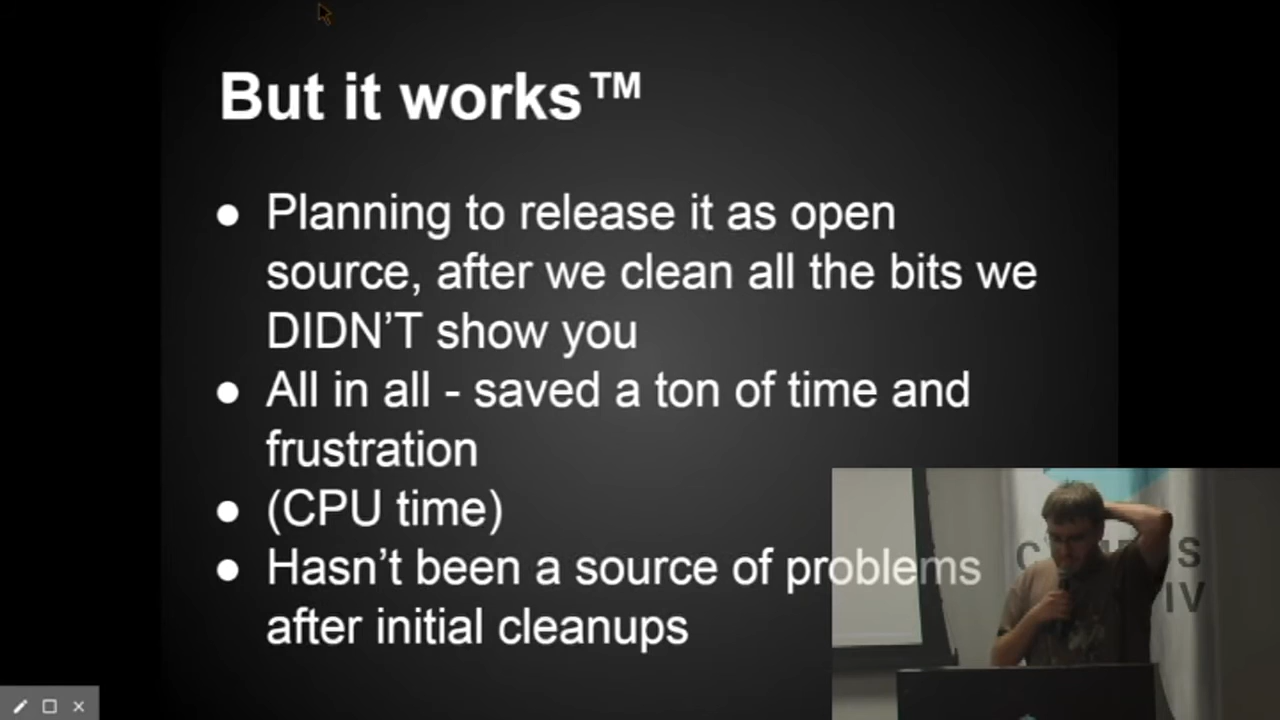 But it works™
● Planning to release it as open
source, after we clean all the bits we
DIDN'T show you
● All in all - saved a ton of time and
frustration
● (CPU time)
● Hasn't been a source of problems
after initial cleanups